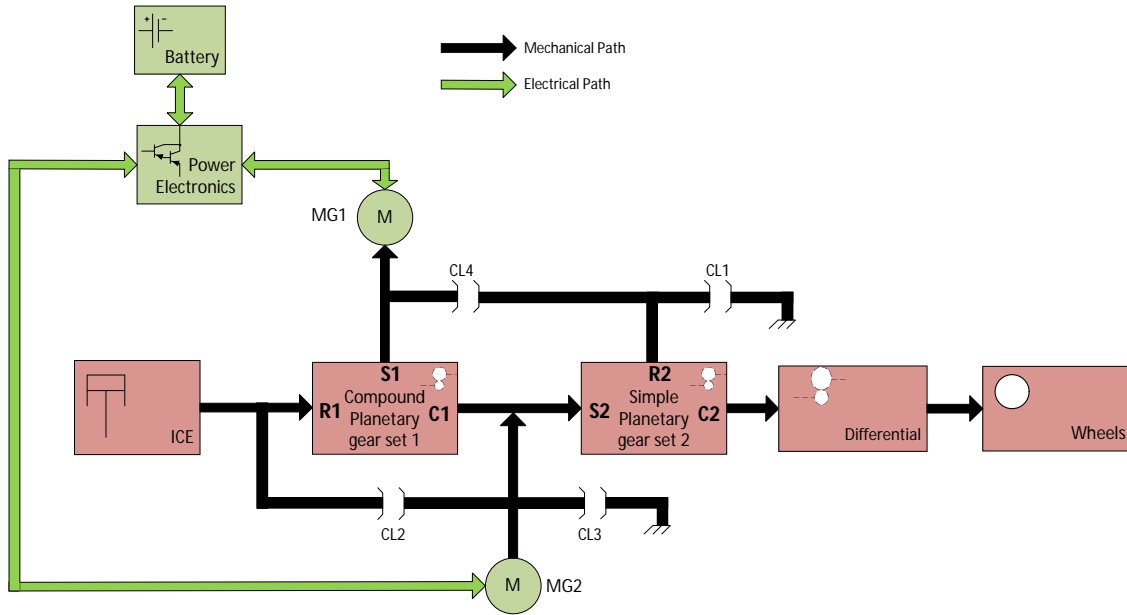 + -
Battery
Mechanical Path
Electrical Path
Power
Electronics
MG1
M
CL4
CL1
S1
Compound
R1
C1
Planetary
gear set 1
R2
Simple
S2
C2
Planetary
gear set 2
ICE
Differential
Wheels
CL2
CL3
M
MG2